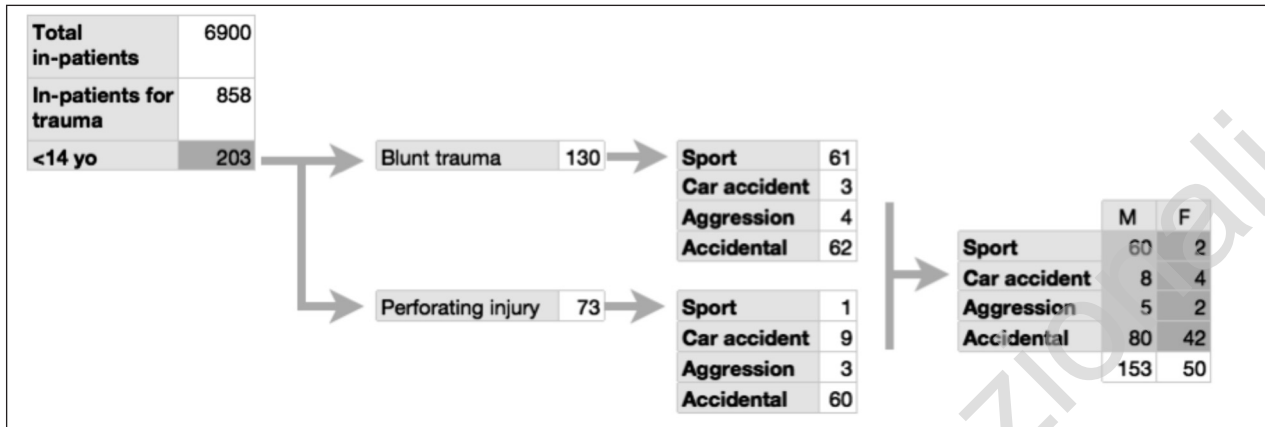 Total in-patients 6900
In-patients for trauma 858
<14 yo 203
Blunt trauma 130
Sport 61
Car accident 3
Aggression 4
Accidental 62
Perforating injury 73
Sport 1
Car accident 9
Aggression 3
Accidental 60
M F
Sport 60 2
Car accident 8 4
Aggression 5 2
Accidental 80 42
153 50
zionali